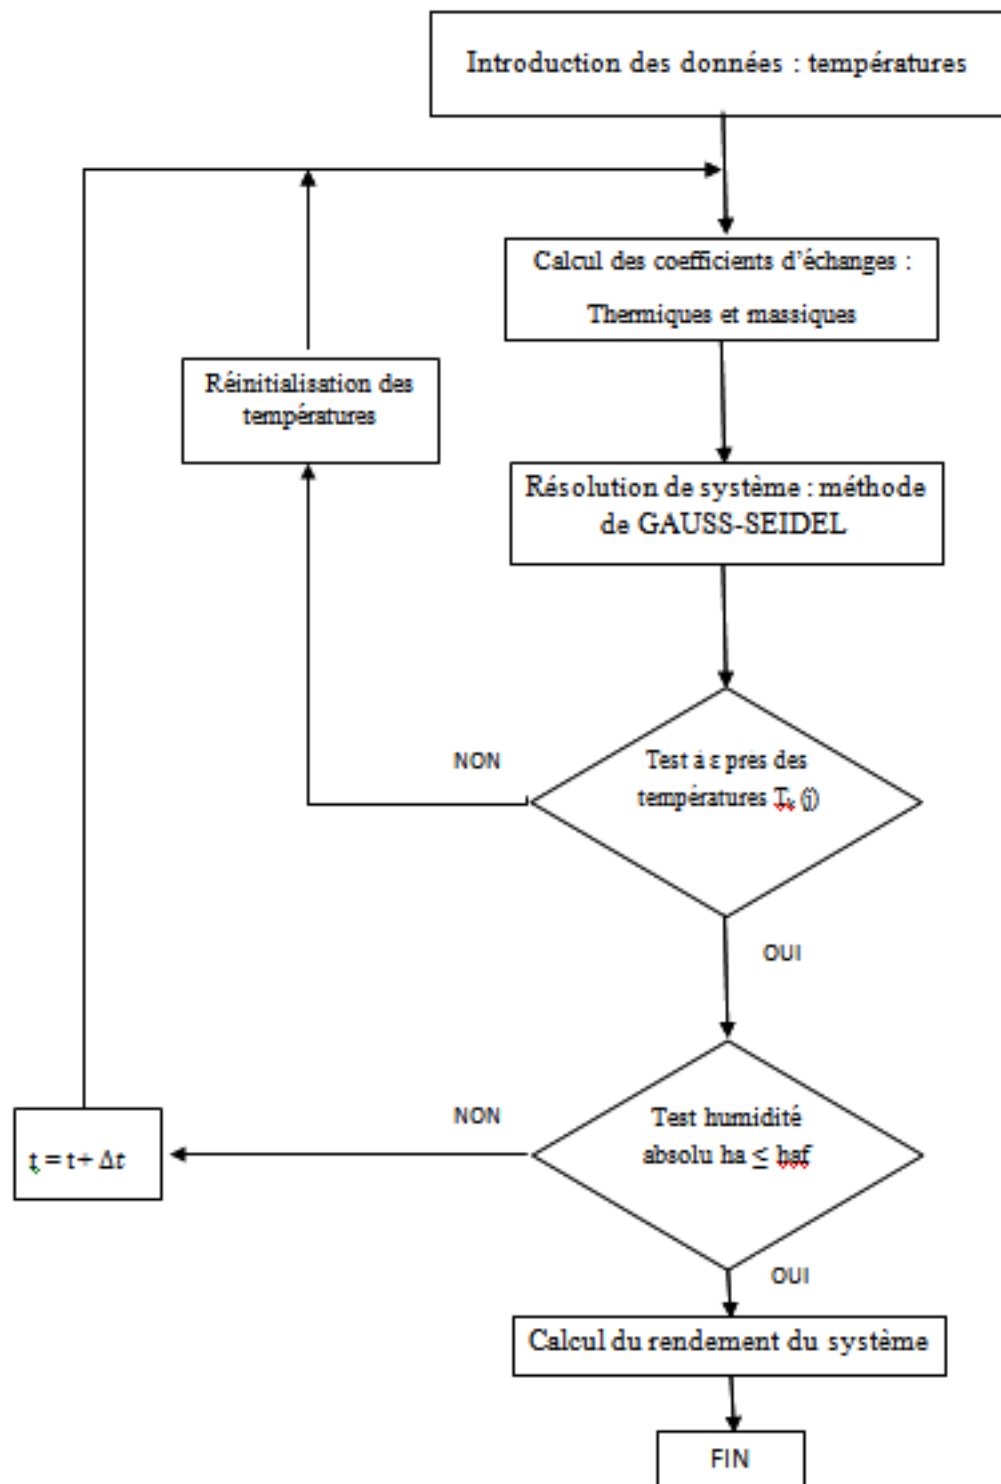 Introduction des données : températures
Calcul des coefficients d'échanges :
Thermiques et massiques
Réinitialisation des
températures
Résolution de système : méthode
de GAUSS-SEIDEL
NON
Test à ε près des
températures Tk (j)
OUI
NON
Test humidité
absolu ha ≤ haf
t = t + Δt
OUI
Calcul du rendement du système
FIN